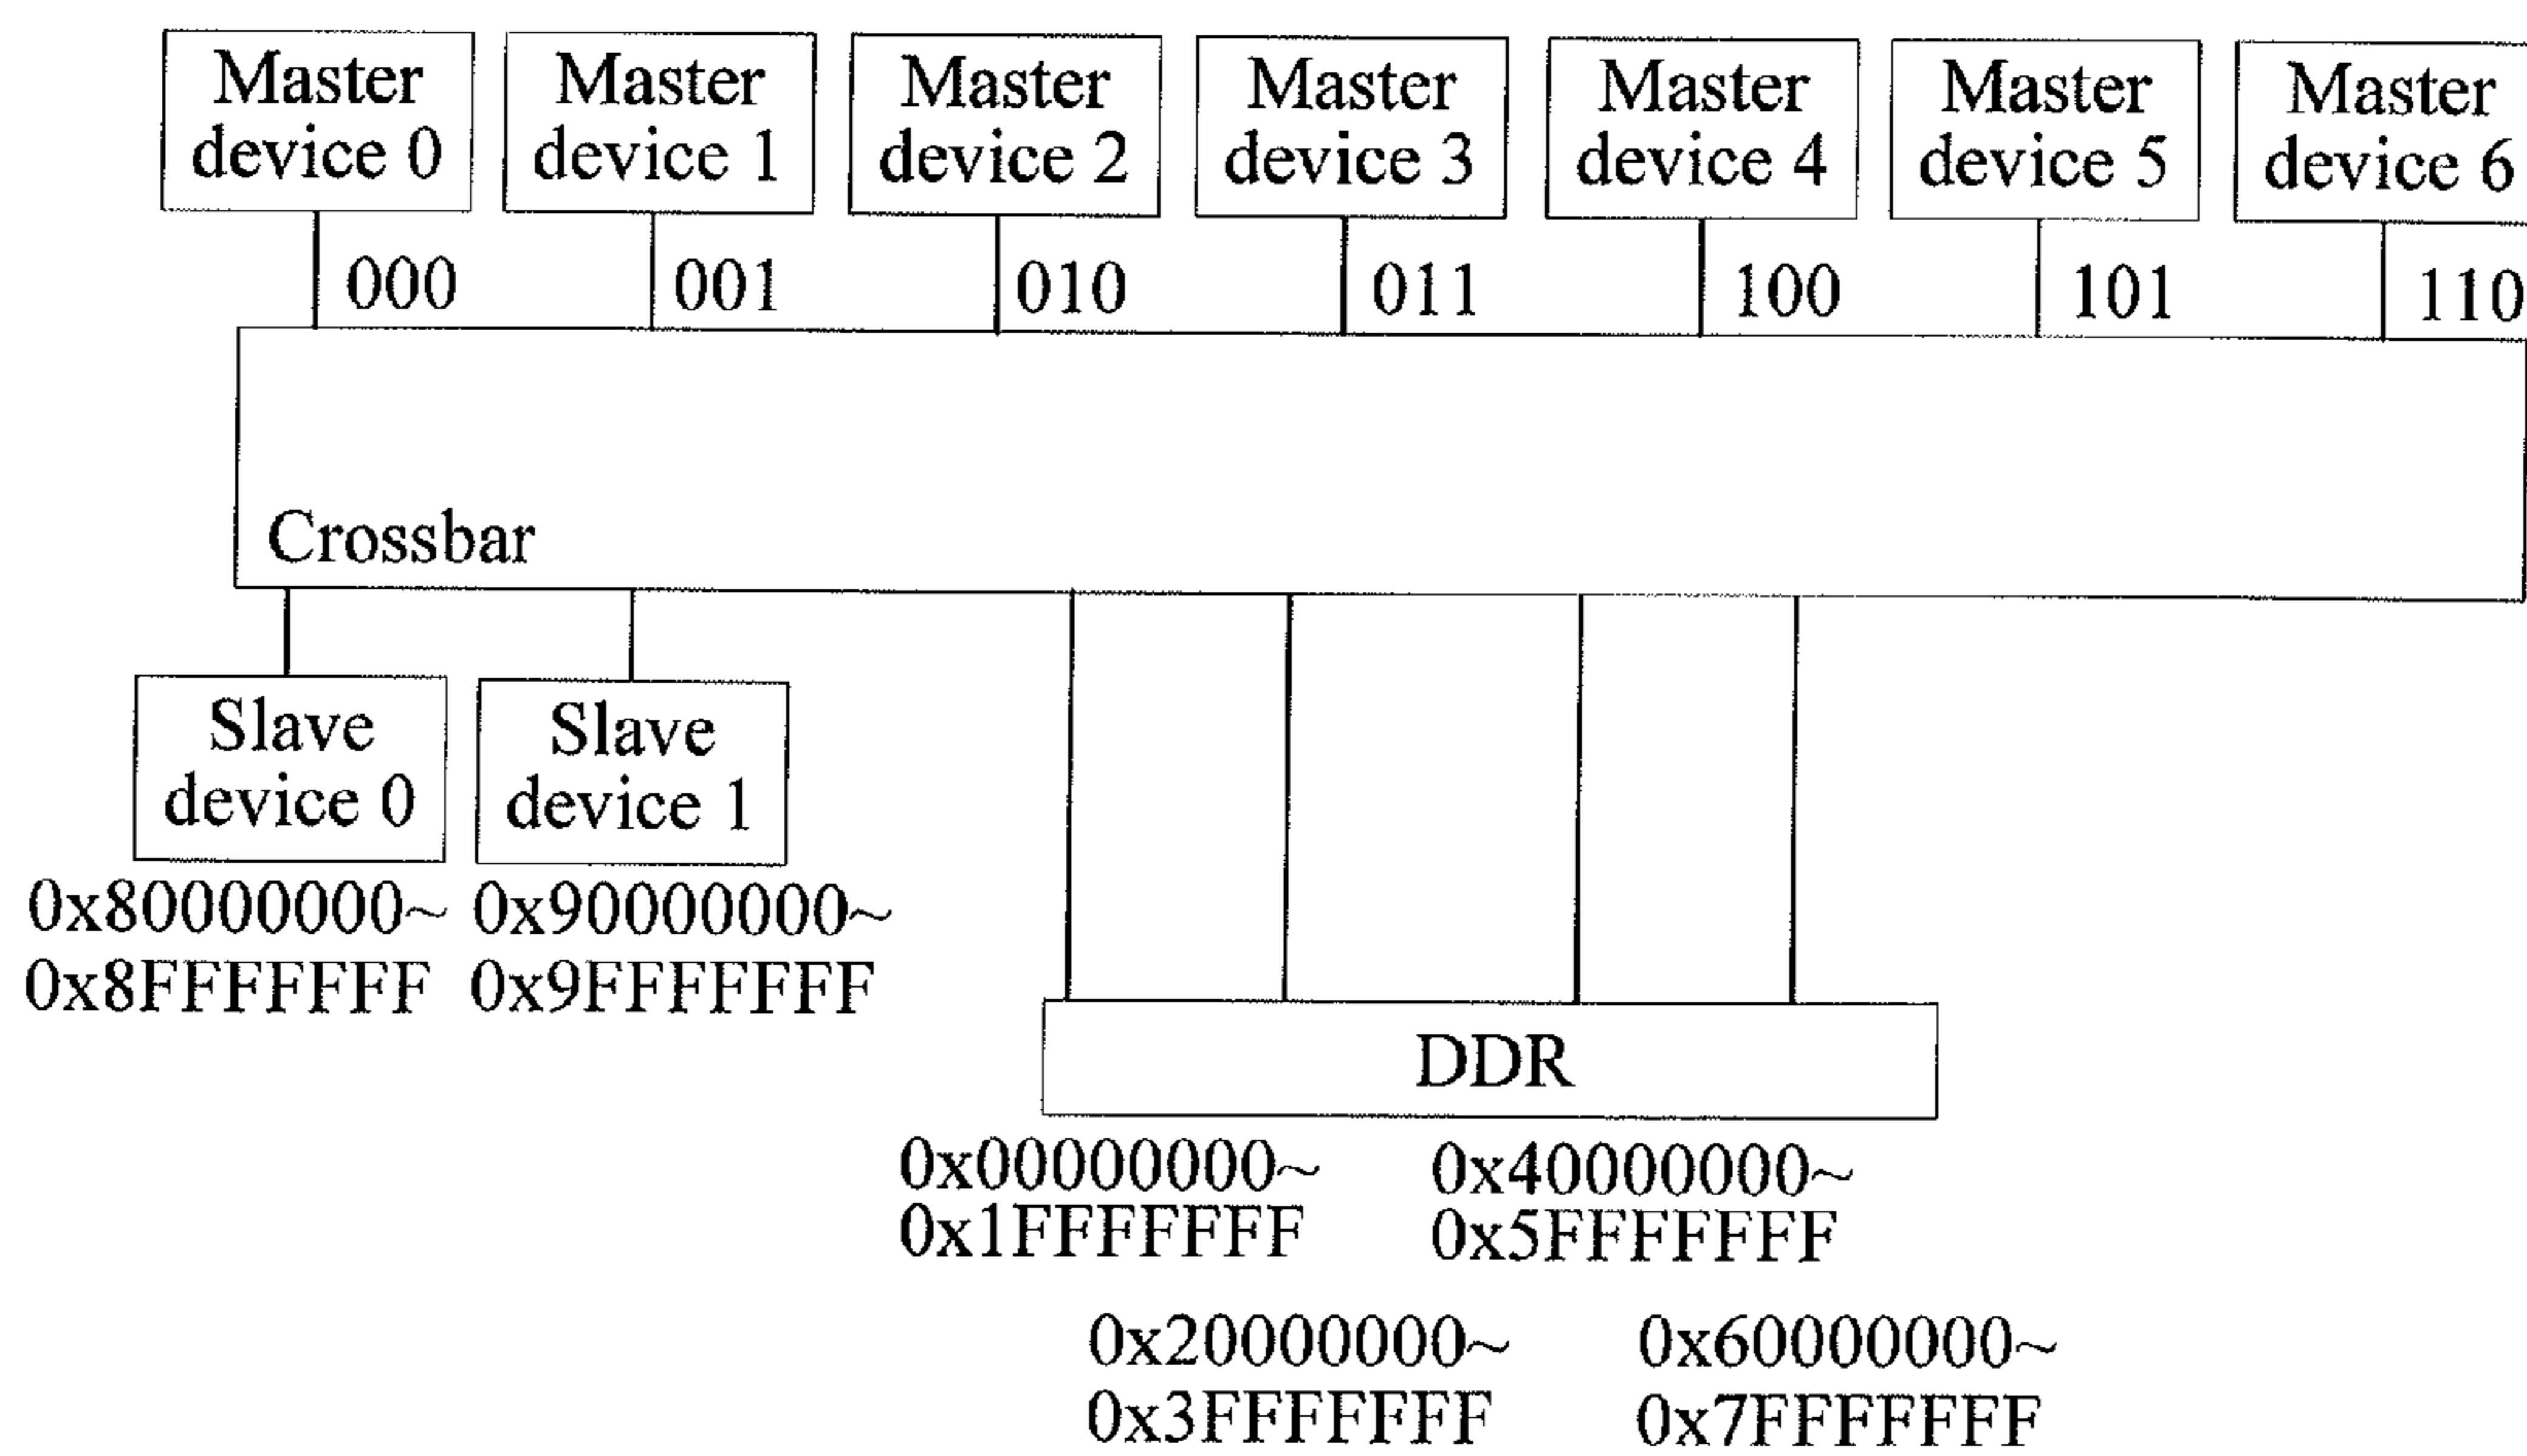 Master
device 0
Master
device 1
Master
device 2
Master
device 3
Master
device 4
Master
device 5
Master
device 6
000
001
010
011
100
101
110
Crossbar
Slave
device 0
Slave
device 1
0x80000000~
0x8FFFFFFF
0x90000000~
0x9FFFFFFF
DDR
0x00000000~
0x1FFFFFFF
0x40000000~
0x5FFFFFFF
0x20000000~
0x3FFFFFFF
0x60000000~
0x7FFFFFFF